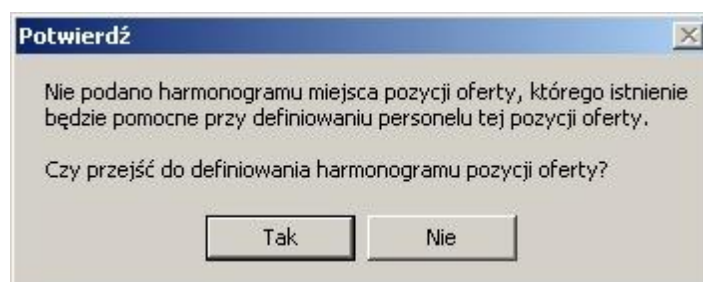 Potwierdź
Nie podano harmonogramu miejsca pozycji oferty, którego istnienie
będzie pomocne przy definiowaniu personelu tej pozycji oferty.
Czy przejść do definiowania harmonogramu pozycji oferty?
Tak
Nie